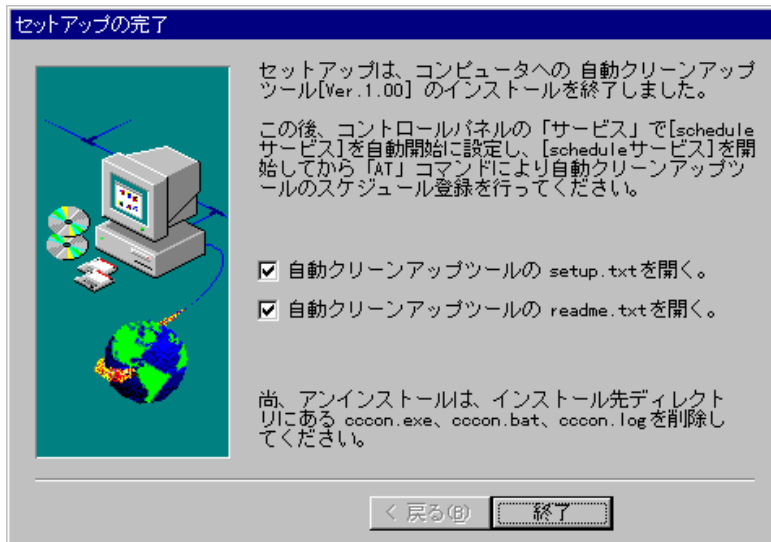 セットアップの完了
セットアップは、コンピュータへの 自動クリーンアップ
ツール[Ver.1.00] のインストールを終了しました。
この後、コントロールパネルの「サービス」で[schedule
サービス]を自動開始に設定し、[scheduleサービス]を開
始してから「AT」コマンドにより自動クリーンアップツ
ールのスケジュール登録を行ってください。
自動クリーンアップツールの setup.txtを開く。
自動クリーンアップツールの readme.txtを開く。
尚、アンインストールは、インストール先ディレクト
リにある cccon.exe、cccon.bat、cccon.logを削除し
てください。
< 戻る(B)
終了